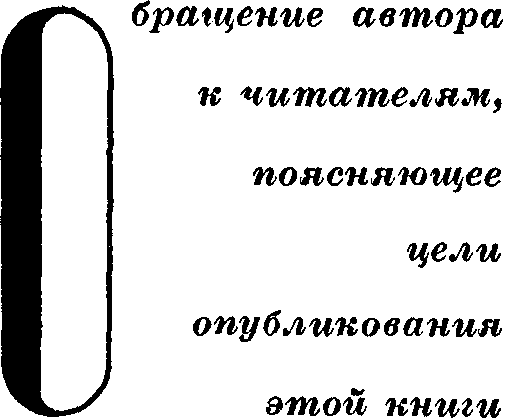 Обращение автора
к читателям,
поясняющее
цели
опубликования
этой книги